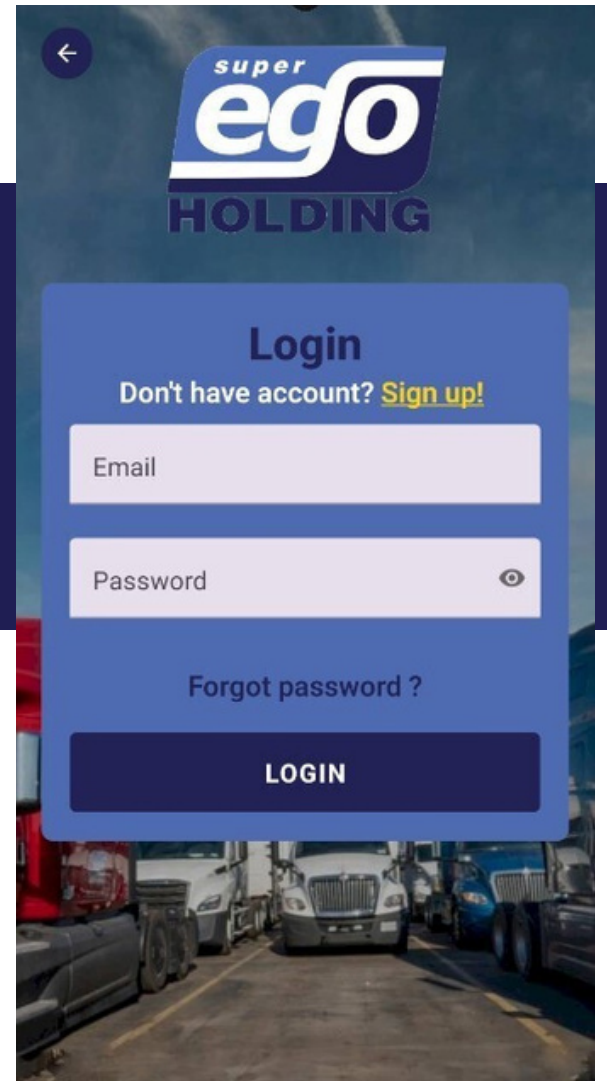 super
ego
HOLDING
Login
Don't have account? Sign up!
Email
Password
Forgot password ?
LOGIN